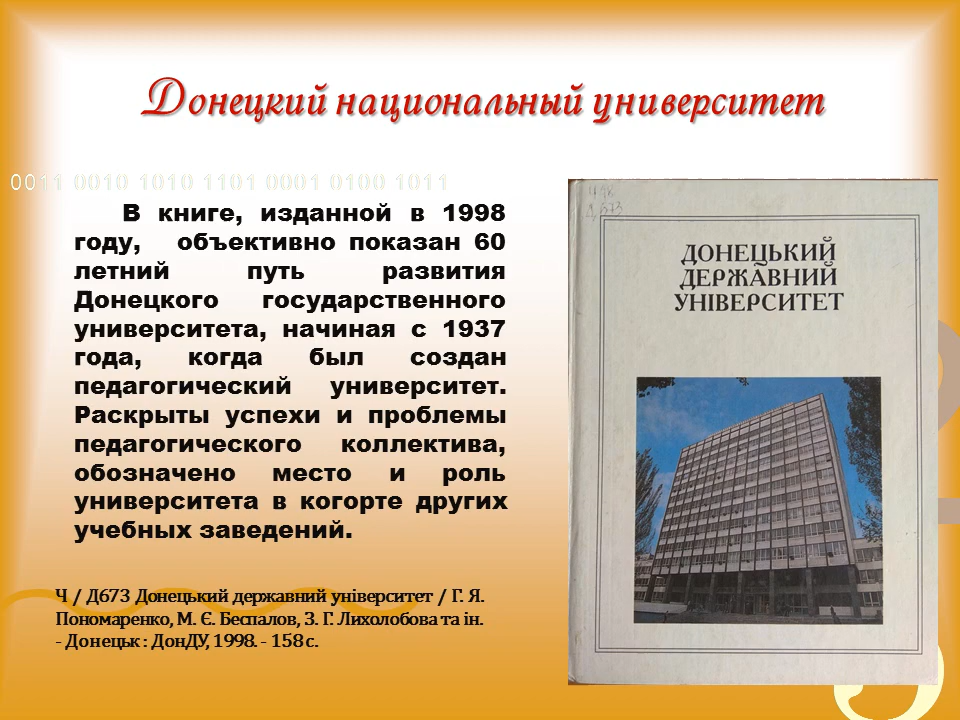 Донецкий национальный университет
0011 0010 1010 1101 0001 0100 1011
В книге, изданной в 1998
году, объективно показан 60
летний путь развития
Донецкого государственного
университета, начиная с 1937
года, когда был создан
педагогический университет.
Раскрыты успехи и проблемы
педагогического коллектива,
обозначено место и роль
университета в когорте других
учебных заведений.
Ч / Д673 Донецький державний університет / Г. Я.
Пономаренко, М. Є. Беспалов, З. Г. Лихолобова та ін.
- Донецьк : ДонДУ, 1998. - 158 с.
Д673
ДОНЕЦЬКИЙ
ДЕРЖАВНИЙ
УНІВЕРСИТЕТ